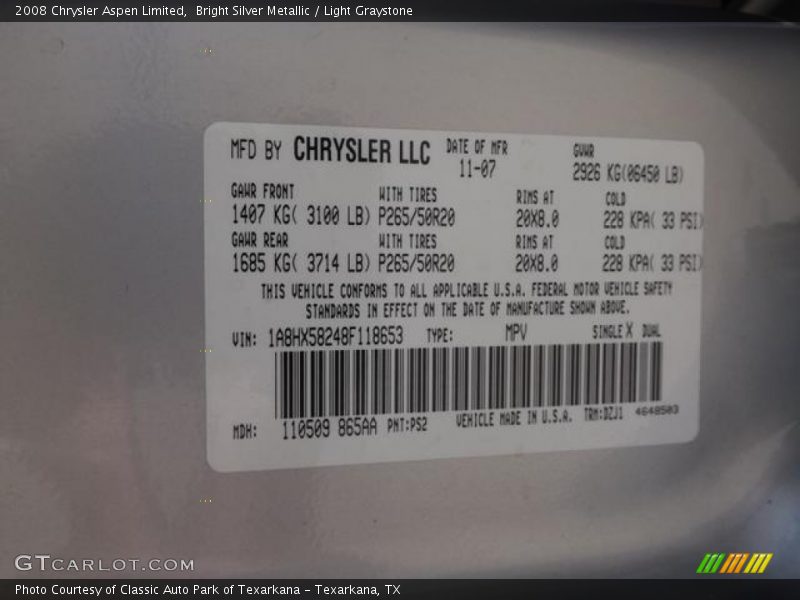 2008 Chrysler Aspen Limited,  Bright Silver Metallic / Light Graystone
MFD BY CHRYSLER LLC DATE OF MFR GVWR
11-07 2926 KG(06450 LB)
GAWR FRONT WITH TIRES RIMS AT COLD
1407 KG( 3100 LB) P265/50R20 20X8.0 228 KPA( 33 PSI)
GAWR REAR WITH TIRES RIMS AT COLD
1685 KG( 3714 LB) P265/50R20 20X8.0 228 KPA( 33 PSI)
THIS VEHICLE CONFORMS TO ALL APPLICABLE U.S.A. FEDERAL MOTOR VEHICLE SAFETY
STANDARDS IN EFFECT ON THE DATE OF MANUFACTURE SHOWN ABOVE.
VIN: 1A8HX58248F118653 TYPE: MPV SINGLE X DUAL
MDH: 110509 865AA PNT:PS2 VEHICLE MADE IN U.S.A. TRM:DZJ1 4648503
GTCARLOT.COM
Photo Courtesy of Classic Auto Park of Texarkana - Texarkana, TX